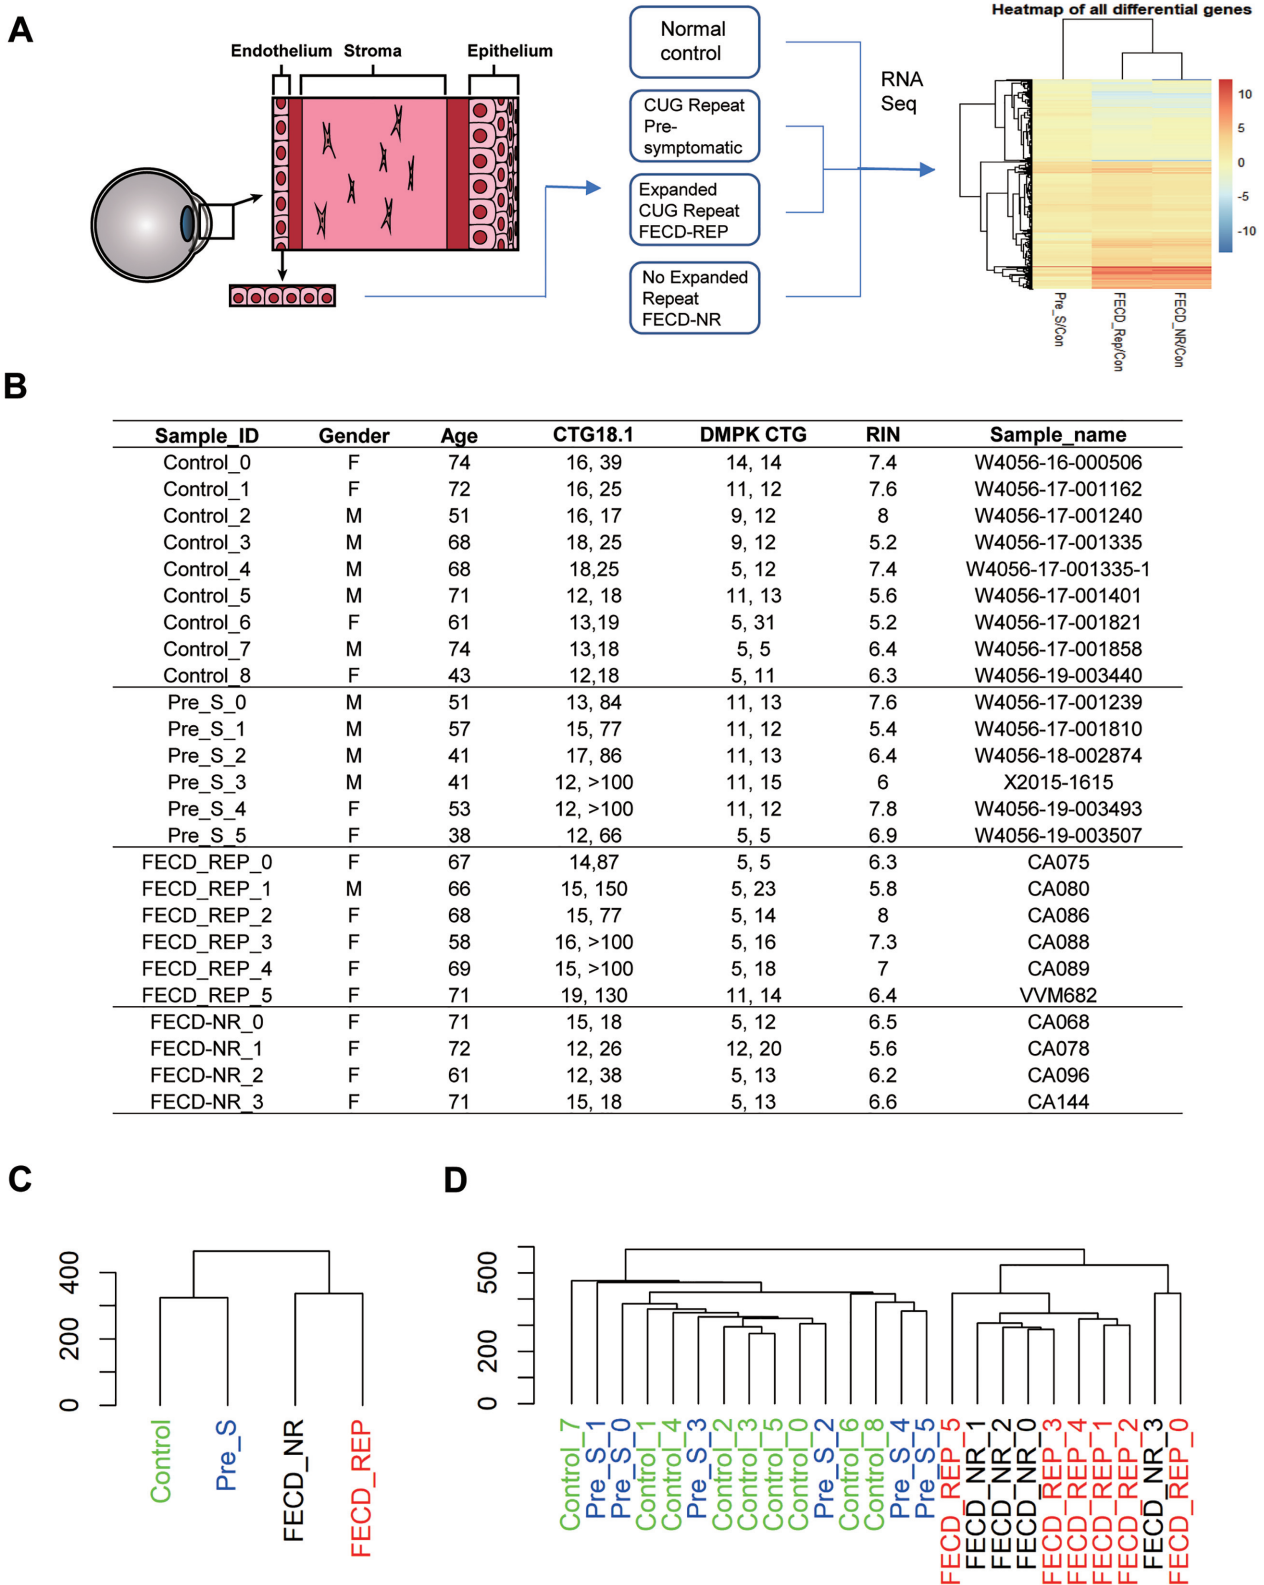 A
Endothelium Stroma Epithelium
Normal
control
CUG Repeat
Pre-
symptomatic
Expanded
CUG Repeat
FECD-REP
No Expanded
Repeat
FECD-NR
RNA
Seq
Heatmap of all differential genes
10
5
0
-5
-10
Pre_S/Con
FECD_Rep/Con
FECD_NR/Con
B
Sample_ID Gender Age CTG18.1 DMPK CTG RIN Sample_name
Control_0 F 74 16, 39 14, 14 7.4 W4056-16-000506
Control_1 F 72 16, 25 11, 12 7.6 W4056-17-001162
Control_2 M 51 16, 17 9, 12 8 W4056-17-001240
Control_3 M 68 18, 25 9, 12 5.2 W4056-17-001335
Control_4 M 68 18,25 5, 12 7.4 W4056-17-001335-1
Control_5 M 71 12, 18 11, 13 5.6 W4056-17-001401
Control_6 F 61 13,19 5, 31 5.2 W4056-17-001821
Control_7 M 74 13,18 5, 5 6.4 W4056-17-001858
Control_8 F 43 12,18 5, 11 6.3 W4056-19-003440
Pre_S_0 M 51 13, 84 11, 13 7.6 W4056-17-001239
Pre_S_1 M 57 15, 77 11, 12 5.4 W4056-17-001810
Pre_S_2 M 41 17, 86 11, 13 6.4 W4056-18-002874
Pre_S_3 M 41 12, >100 11, 15 6 X2015-1615
Pre_S_4 F 53 12, >100 11, 12 7.8 W4056-19-003493
Pre_S_5 F 38 12, 66 5, 5 6.9 W4056-19-003507
FECD_REP_0 F 67 14,87 5, 5 6.3 CA075
FECD_REP_1 M 66 15, 150 5, 23 5.8 CA080
FECD_REP_2 F 68 15, 77 5, 14 8 CA086
FECD_REP_3 F 58 16, >100 5, 16 7.3 CA088
FECD_REP_4 F 69 15, >100 5, 18 7 CA089
FECD_REP_5 F 71 19, 130 11, 14 6.4 VVM682
FECD-NR_0 F 71 15, 18 5, 12 6.5 CA068
FECD-NR_1 F 72 12, 26 12, 20 5.6 CA078
FECD-NR_2 F 61 12, 38 5, 13 6.2 CA096
FECD-NR_3 F 71 15, 18 5, 13 6.6 CA144
C
400
200
0
Control
Pre_S
FECD_NR
FECD_REP
D
500
200
0
Control_7
Pre_S_1
Pre_S_0
Control_1
Control_4
Pre_S_3
Control_2
Control_3
Control_5
Control_0
Pre_S_2
Control_6
Control_8
Pre_S_4
Pre_S_5
FECD_REP_5
FECD_NR_1
FECD_NR_2
FECD_NR_0
FECD_REP_3
FECD_REP_4
FECD_REP_1
FECD_REP_2
FECD_NR_3
FECD_REP_0